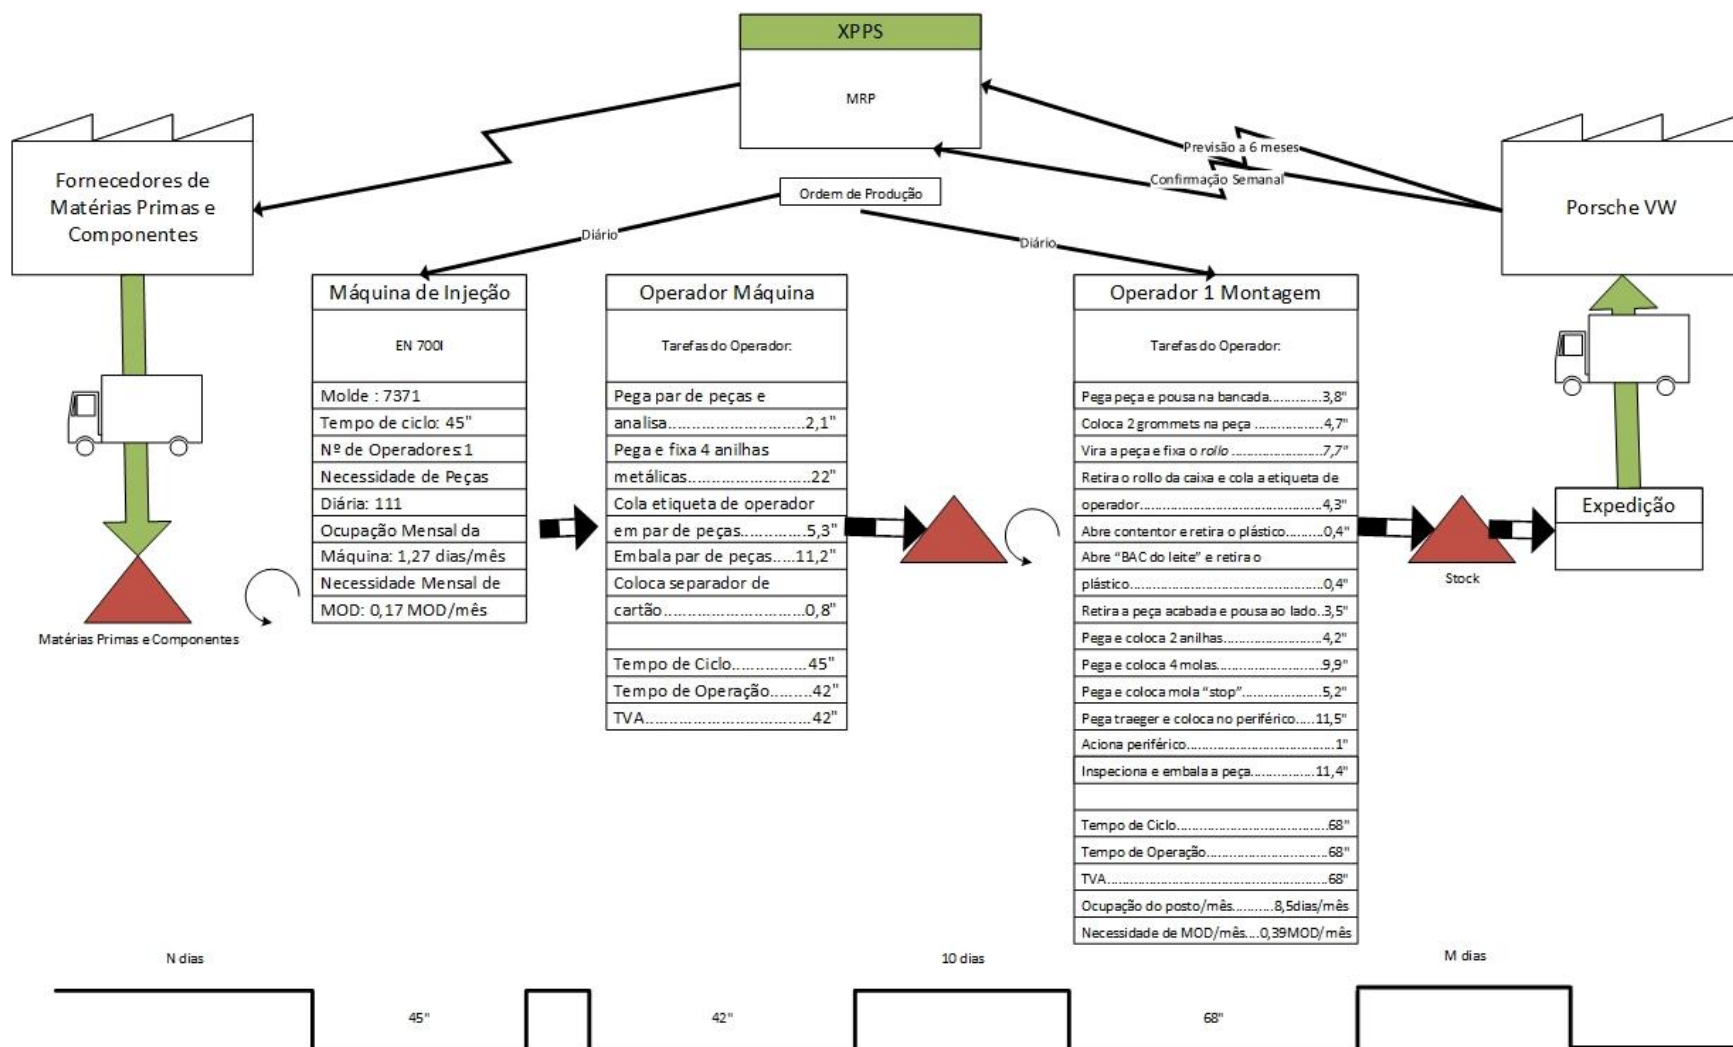 XPPS
MRP
Previsão a 6 meses
Confirmação Semanal
Ordem de Produção
Diário
Diário
Fornecedores de
Matérias Primas e
Componentes
Porsche VW
Matérias Primas e Componentes
Máquina de Injeção
EN 700I
Molde : 7371
Tempo de ciclo: 45"
Nº de Operadores:1
Necessidade de Peças
Diária: 111
Ocupação Mensal da
Máquina: 1,27 dias/mês
Necessidade Mensal de
MOD: 0,17 MOD/mês
Operador Máquina
Tarefas do Operador:
Pega par de peças e
analisa............................2,1"
Pega e fixa 4 anilhas
metálicas.......................22"
Cola etiqueta de operador
em par de peças............5,3"
Embala par de peças.....11,2"
Coloca separador de
cartão............................0,8"
Tempo de Ciclo..............45"
Tempo de Operação........42"
TVA................................42"
Operador 1 Montagem
Tarefas do Operador:
Pega peça e pousa na bancada.............3,8"
Coloca 2 grommets na peça .................4,7"
Vira a peça e fixa o rollo ......................7,7"
Retira o rollo da caixa e cola a etiqueta de
operador...........................................4,3"
Abre contentor e retira o plástico.........0,4"
Abre "BAC do leite" e retira o
plástico..............................................0,4"
Retira a peça acabada e pousa ao lado..3,5"
Pega e coloca 2 anilhas........................4,2"
Pega e coloca 4 molas.........................9,9"
Pega e coloca mola "stop"...................5,2"
Pega traeger e coloca no periférico.....11,5"
Aciona periférico...................................1"
Inspeciona e embala a peça...............11,4"
Tempo de Ciclo....................................68"
Tempo de Operação.............................68"
TVA.....................................................68"
Ocupação do posto/mês..........8,5dias/mês
Necessidade de MOD/mês....0,39MOD/mês
Stock
Expedição
N dias
10 dias
M dias
45"
42"
68"